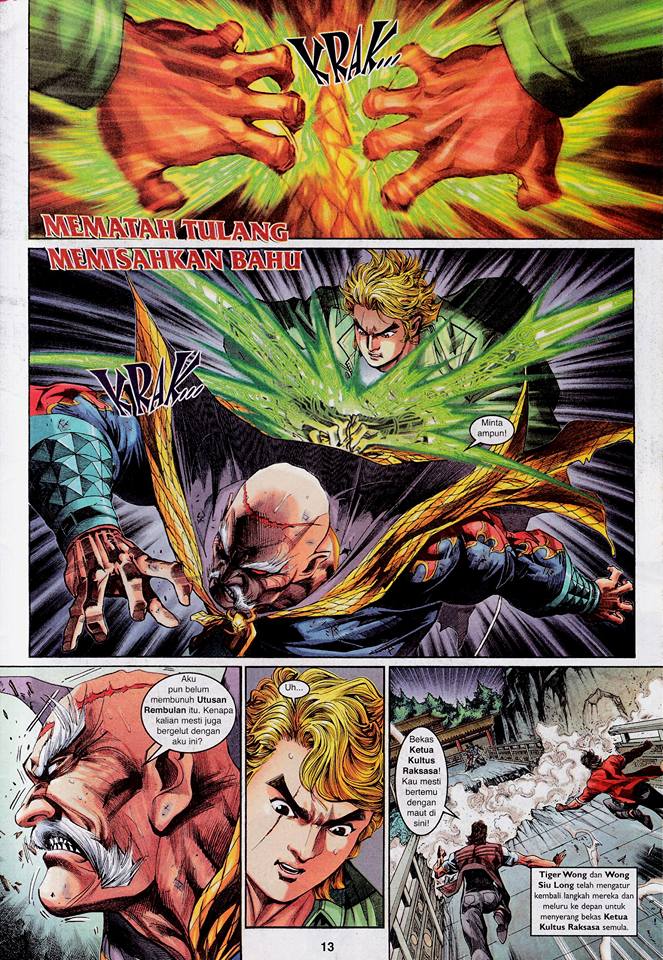 KRAK...
MEMATAH TULANG
MEMISAHKAN BAHU
KRAK...
Minta
ampun!
Aku
pun belum
membunuh Utusan
Rembulan itu. Kenapa
kalian mesti juga
bergelut dengan
aku ini?
Uh...
Bekas
Ketua
Kultus
Raksasa!
Kau mesti
bertemu
dengan
maut di
sini!
Tiger Wong dan Wong
Siu Long telah mengatur
kembali langkah mereka dan
meluru ke depan untuk
menyerang bekas Ketua
Kultus Raksasa semula.
13